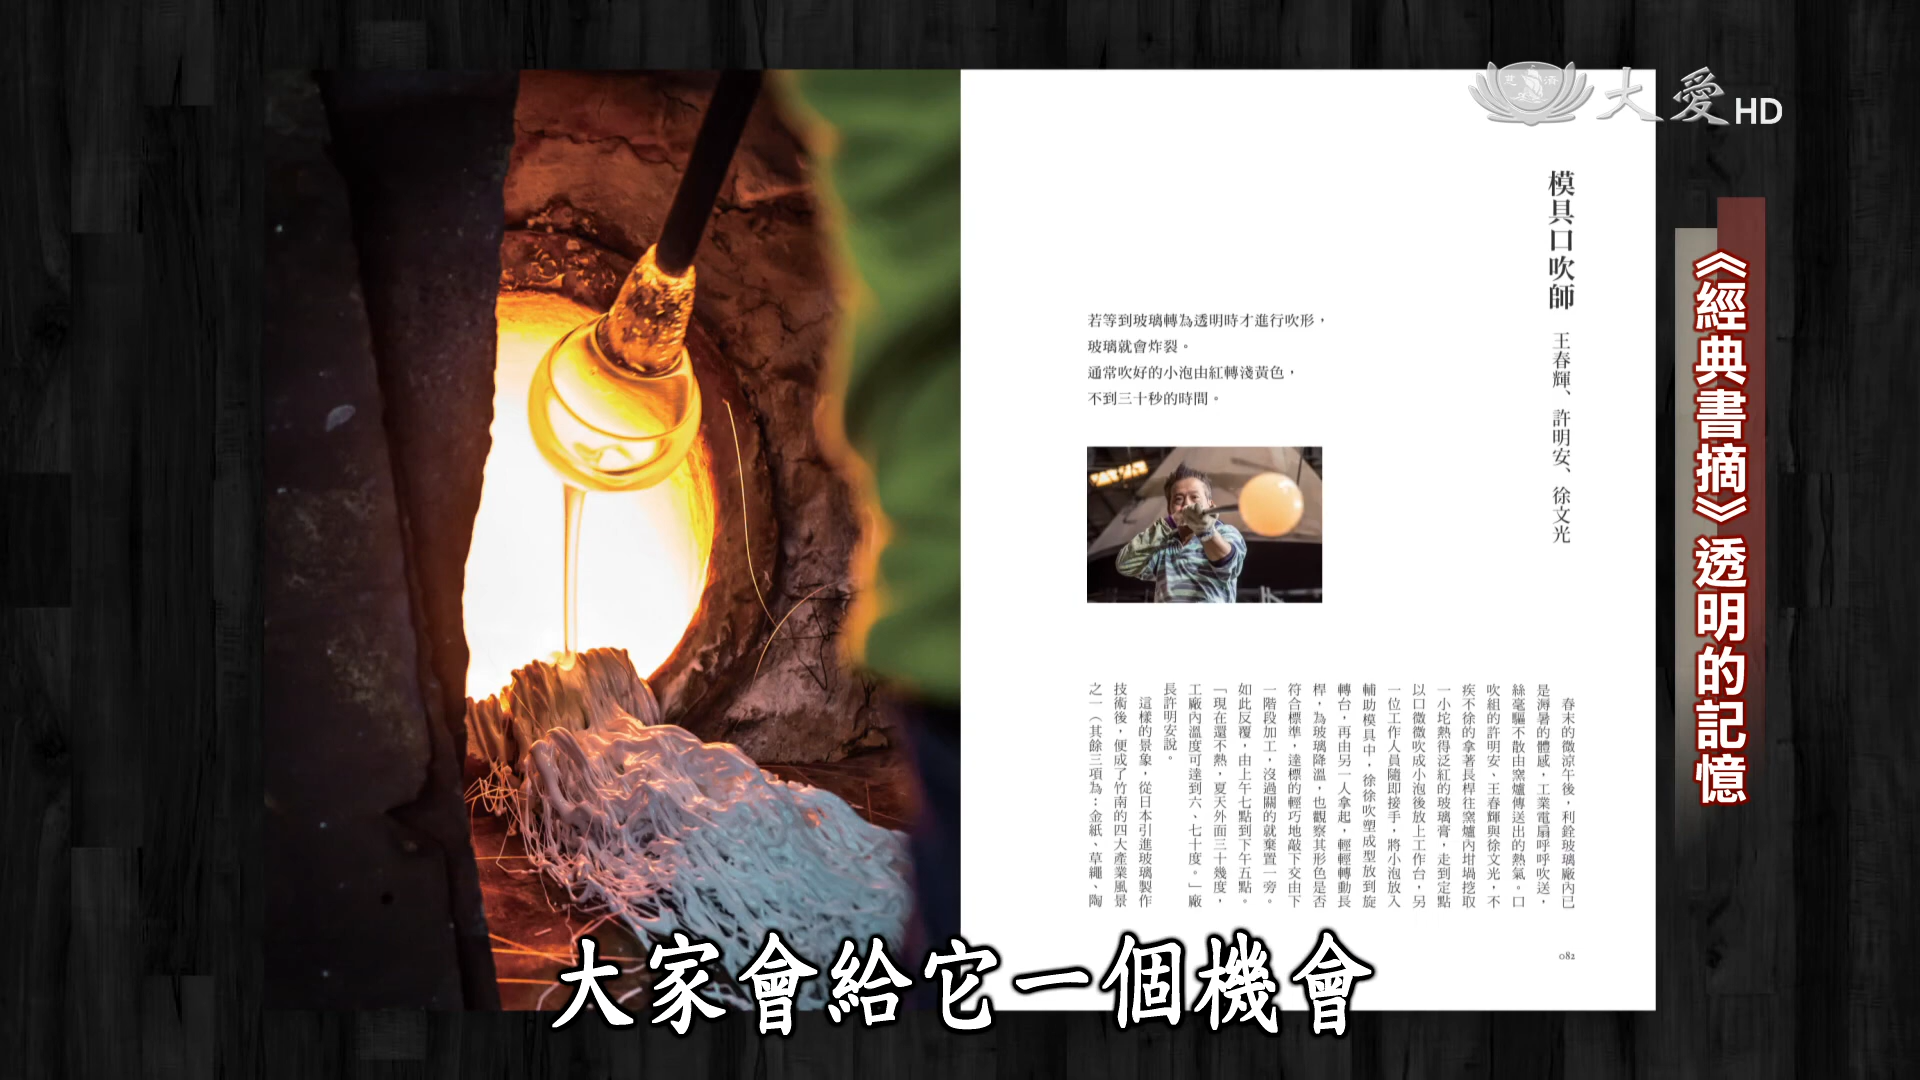 大愛HD
《經典書摘》透明的記憶
模具口吹師 王春輝、許明安、徐文光
若等到玻璃轉為透明時才進行吹形，
玻璃就會炸裂。
通常吹好的小泡由紅轉淺黃色，
不到三十秒的時間。
春末的微涼午後，利銓玻璃廠內已
是溽暑的體感，工業電扇呼呼吹送，
絲毫驅不散由窯爐傳送出的熱氣。口
吹組的許明安、王春輝與徐文光，不
疾不徐的拿著長桿往窯爐內坩堝挖取
一小坨熱得泛紅的玻璃膏，走到定點
以口微微吹成小泡後放上工作台，另
一位工作人員隨即接手，將小泡放入
輔助模具中，徐徐吹塑成型放到旋
轉台，再由另一人拿起，輕輕轉動長
桿，為玻璃降溫，也觀察其形色是否
符合標準，達標的輕巧地敲下交由下
一階段加工，沒過關的就棄置一旁。
如此反覆，由上午七點到下午五點。
「現在還不熱，夏天外面三十幾度，
工廠內溫度可達到六、七十度。」廠
長許明安說。
這樣的景象，從日本引進玻璃製作
技術後，便成了竹南的四大產業風景
之一（其餘三項為：金紙、草繩、陶
082
大家會給它一個機會